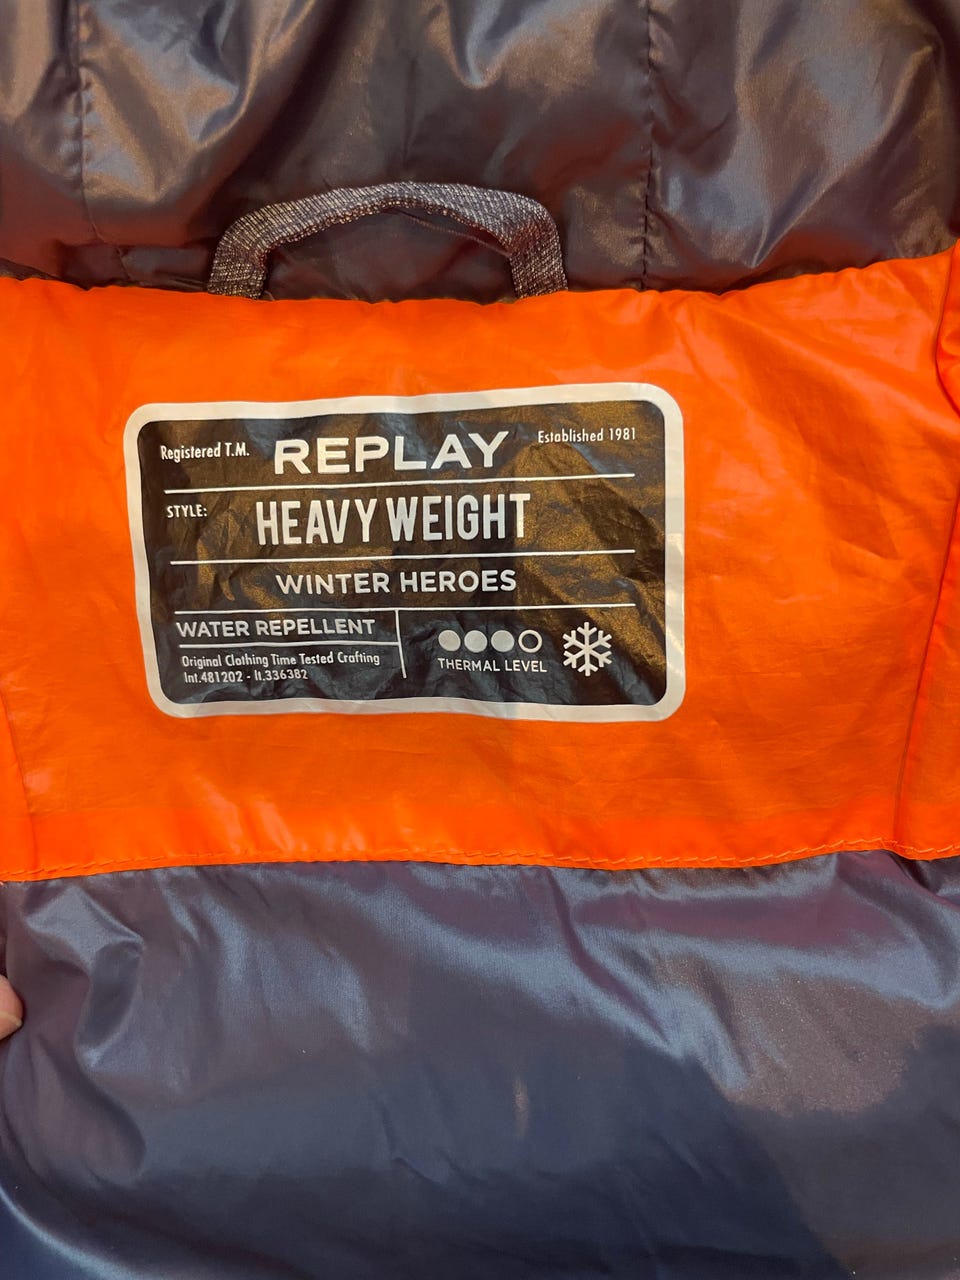 Registered T.M. REPLAY Established 1981
STYLE: HEAVY WEIGHT
WINTER HEROES
WATER REPELLENT
Original Clothing Time Tested Crafting
Int.481202 - It.336382
THERMAL LEVEL